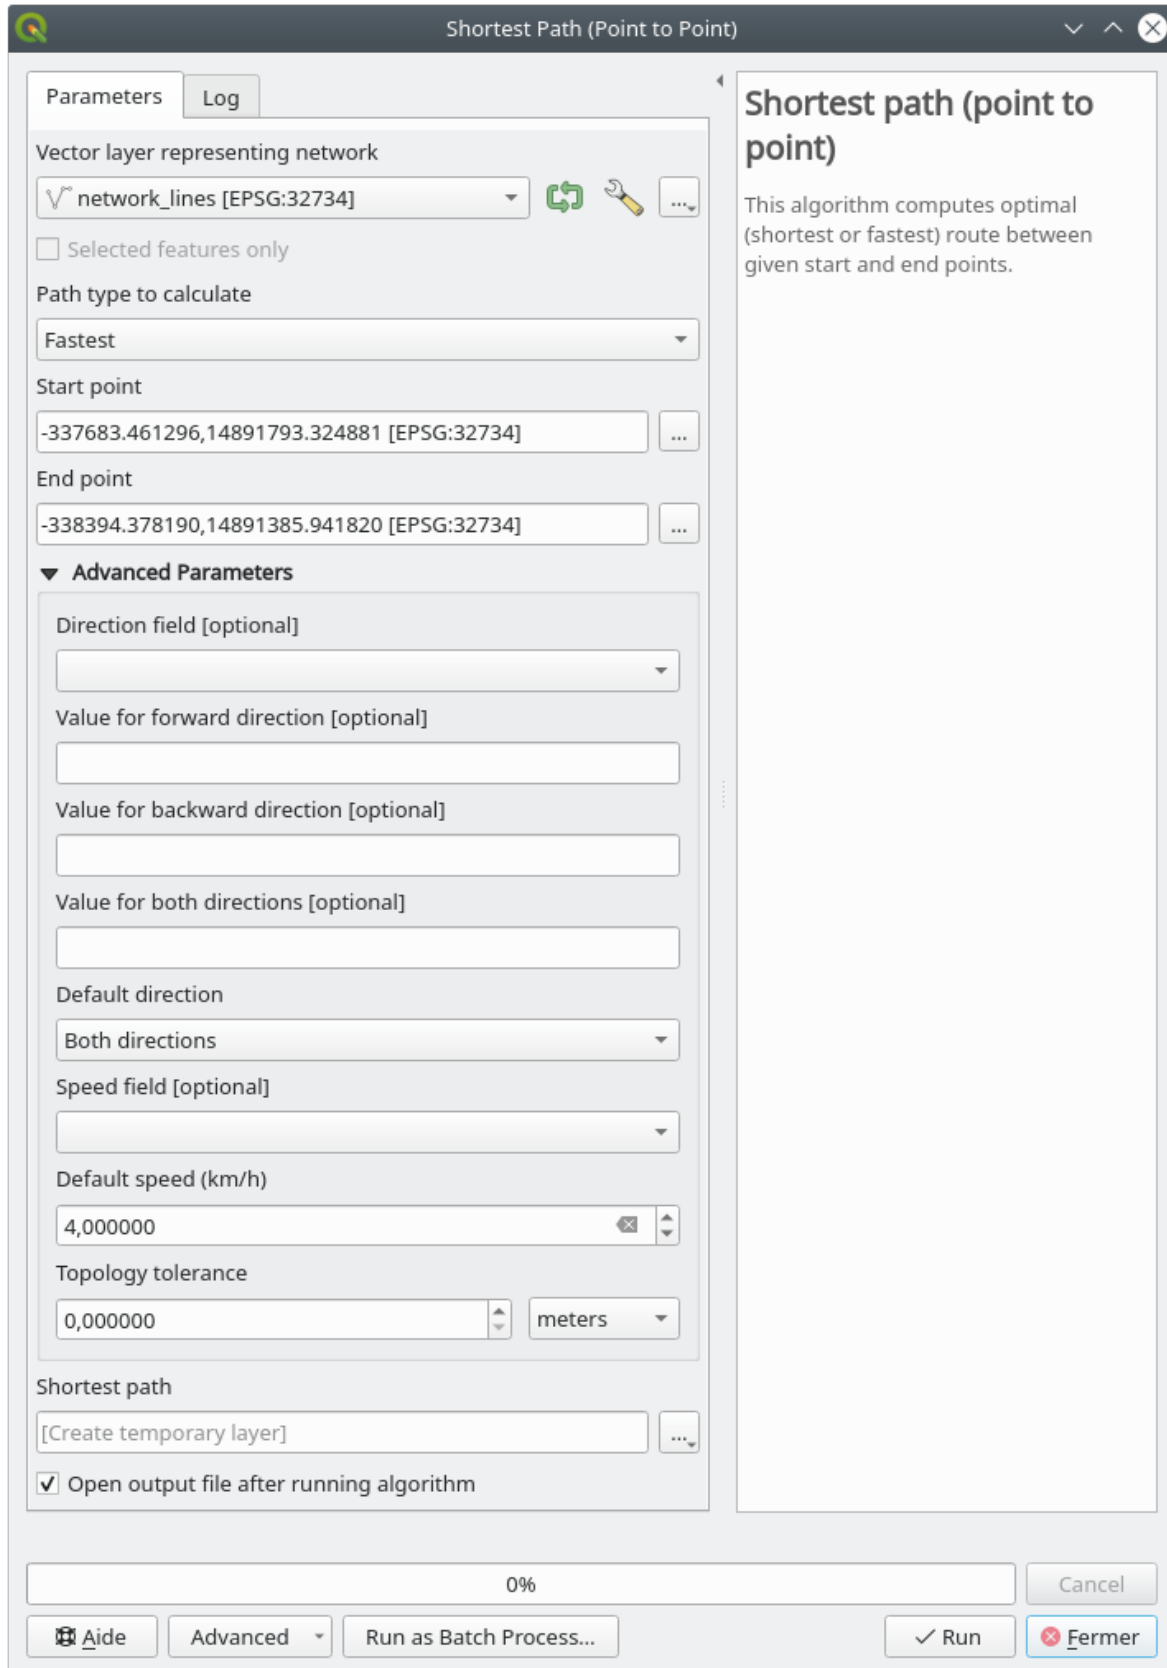 Shortest Path (Point to Point)
Parameters
Log
Vector layer representing network
network_lines [EPSG:32734]
...
Selected features only
Path type to calculate
Fastest
Start point
-337683.461296,14891793.324881 [EPSG:32734]
...
End point
-338394.378190,14891385.941820 [EPSG:32734]
...
Advanced Parameters
Direction field [optional]
Value for forward direction [optional]
Value for backward direction [optional]
Value for both directions [optional]
Default direction
Both directions
Speed field [optional]
Default speed (km/h)
4,000000
Topology tolerance
0,000000
meters
Shortest path
[Create temporary layer]
...
Open output file after running algorithm
Shortest path (point to
point)
This algorithm computes optimal
(shortest or fastest) route between
given start and end points.
0%
Cancel
Aide
Advanced
Run as Batch Process...
Run
Fermer